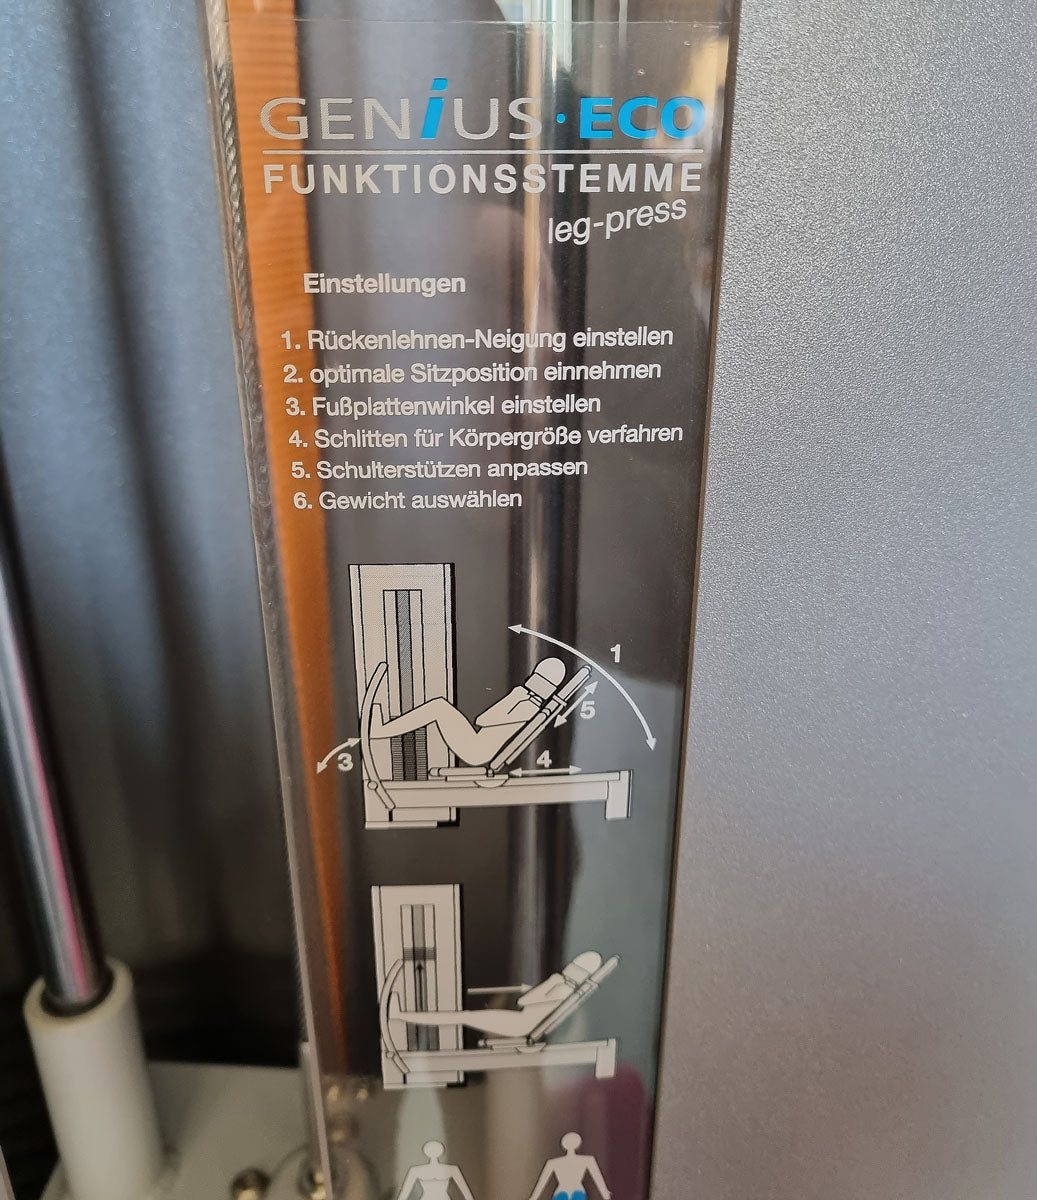 GENiUS · ECO
FUNKTIONSSTEMME
leg-press
Einstellungen
1. Rückenlehnen-Neigung einstellen
2. optimale Sitzposition einnehmen
3. Fußplattenwinkel einstellen
4. Schlitten für Körpergröße verfahren
5. Schulterstützen anpassen
6. Gewicht auswählen
1
5
4
3